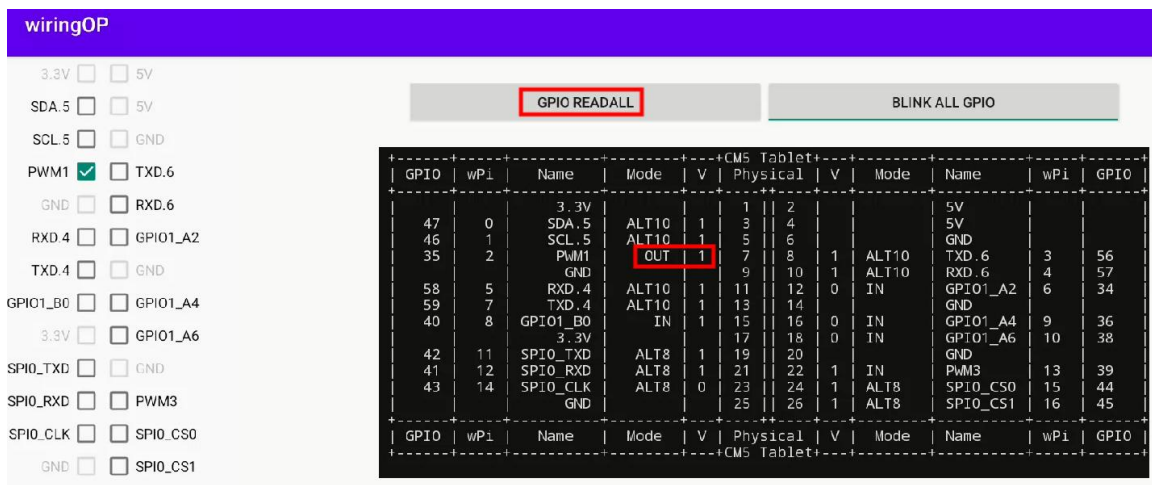 wiringOP
3.3V 5V
SDA.5 5V
SCL.5 GND
PWM1 TXD.6
GND RXD.6
RXD.4 GPIO1_A2
TXD.4 GND
GPIO1_B0 GPIO1_A4
3.3V GPIO1_A6
SPI0_TXD GND
SPI0_RXD PWM3
SPI0_CLK SPI0_CS0
GND SPI0_CS1
GPIO READALL BLINK ALL GPIO
+------+-----+----------+--------+---+CM5 Tablet+---+--------+----------+-----+------+
| GPIO | wPi | Name | Mode | V | Physical | V | Mode | Name | wPi | GPIO |
+------+-----+----------+--------+---+----++----+---+--------+----------+-----+------+
| | | 3.3V | | | 1 || 2 | | | 5V | | |
| 47 | 0 | SDA.5 | ALT10 | 1 | 3 || 4 | | | 5V | | |
| 46 | 1 | SCL.5 | ALT10 | 1 | 5 || 6 | | | GND | | |
| 35 | 2 | PWM1 | OUT | 1 | 7 || 8 | 1 | ALT10 | TXD.6 | 3 | 56 |
| | | GND | | | 9 || 10 | 1 | ALT10 | RXD.6 | 4 | 57 |
| 58 | 5 | RXD.4 | ALT10 | 1 | 11 || 12 | 0 | IN | GPIO1_A2 | 6 | 34 |
| 59 | 7 | TXD.4 | ALT10 | 1 | 13 || 14 | | | GND | | |
| 40 | 8 | GPIO1_B0 | IN | 1 | 15 || 16 | 0 | IN | GPIO1_A4 | 9 | 36 |
| | | 3.3V | | | 17 || 18 | 0 | IN | GPIO1_A6 | 10 | 38 |
| 42 | 11 | SPI0_TXD | ALT8 | 1 | 19 || 20 | | | GND | | |
| 41 | 12 | SPI0_RXD | ALT8 | 1 | 21 || 22 | 1 | IN | PWM3 | 13 | 39 |
| 43 | 14 | SPI0_CLK | ALT8 | 0 | 23 || 24 | 1 | ALT8 | SPI0_CS0 | 15 | 44 |
| | | GND | | | 25 || 26 | 1 | ALT8 | SPI0_CS1 | 16 | 45 |
+------+-----+----------+--------+---+----++----+---+--------+----------+-----+------+
| GPIO | wPi | Name | Mode | V | Physical | V | Mode | Name | wPi | GPIO |
+------+-----+----------+--------+---+CM5 Tablet+---+--------+----------+-----+------+